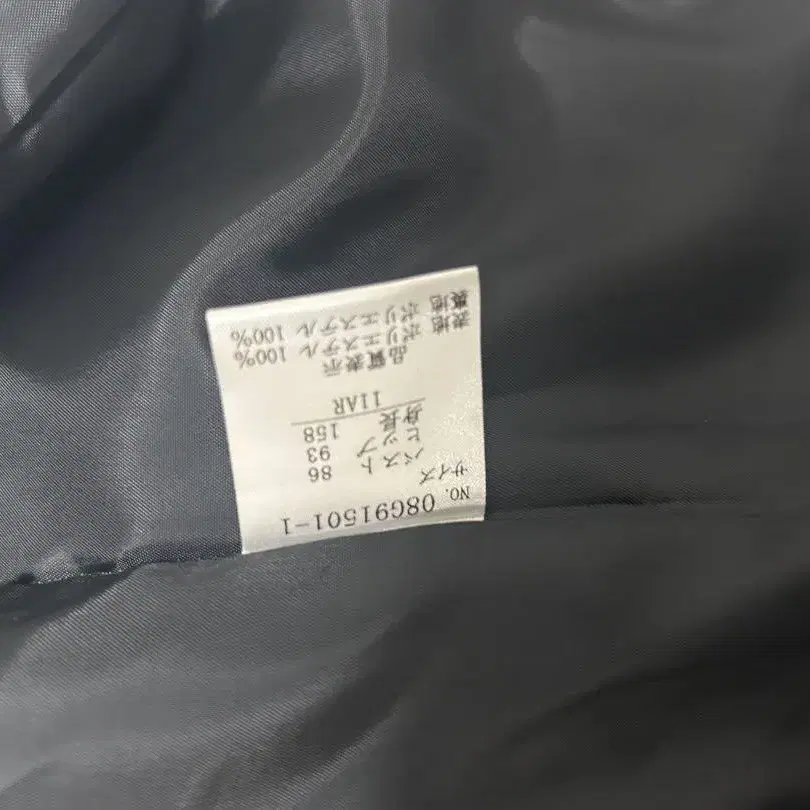 NO. 08G91501-1
サイズ
バスト 86
ヒップ 93
身長 158
11AR
品質表示
表地 ポリエステル 100%
裏地 ポリエステル 100%